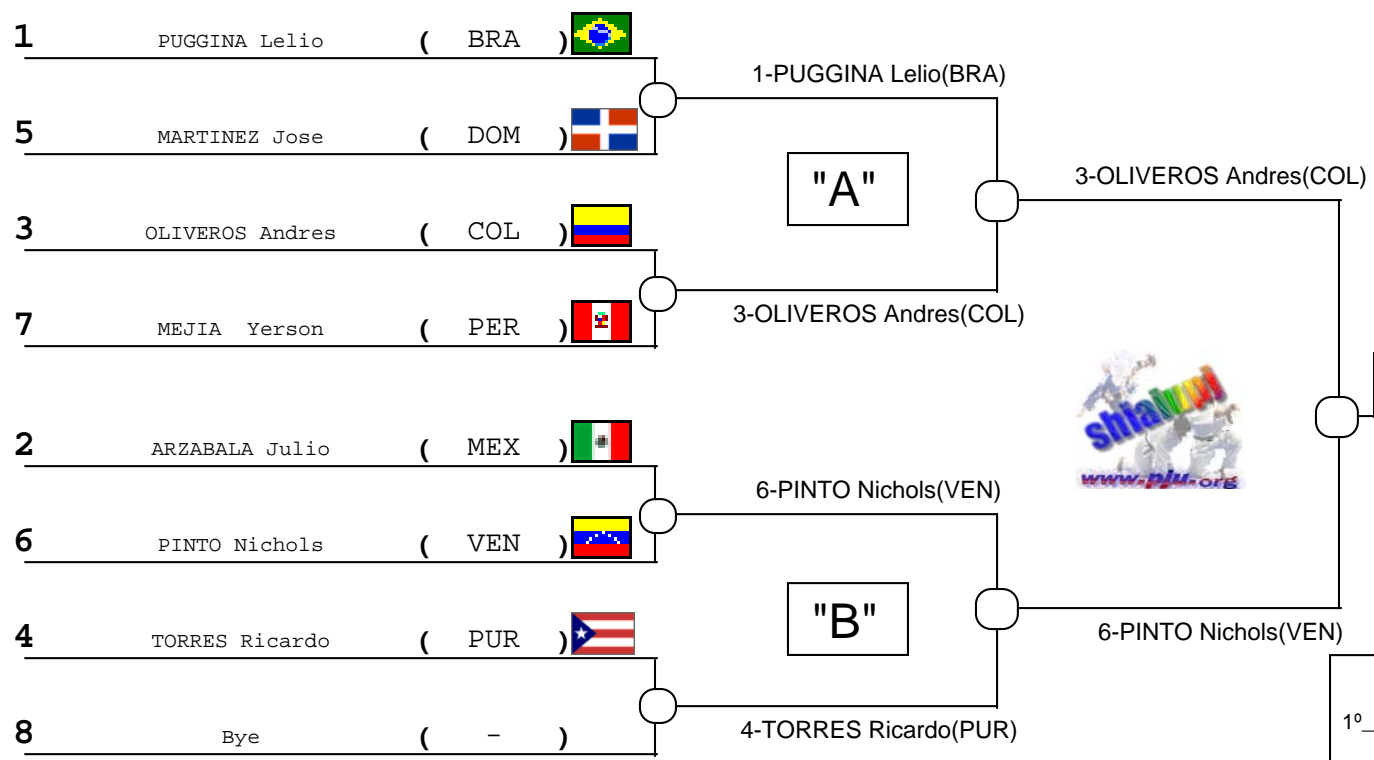 1 PUGGINA Lelio ( BRA )
1-PUGGINA Lelio(BRA)
5 MARTINEZ Jose ( DOM )
"A"
3-OLIVEROS Andres(COL)
3 OLIVEROS Andres ( COL )
3-OLIVEROS Andres(COL)
7 MEJIA Yerson ( PER )
shiai
www.pju.org
2 ARZABALA Julio ( MEX )
6-PINTO Nichols(VEN)
6 PINTO Nichols ( VEN )
"B"
6-PINTO Nichols(VEN)
4 TORRES Ricardo ( PUR )
4-TORRES Ricardo(PUR)
1º_
8 Bye ( - )